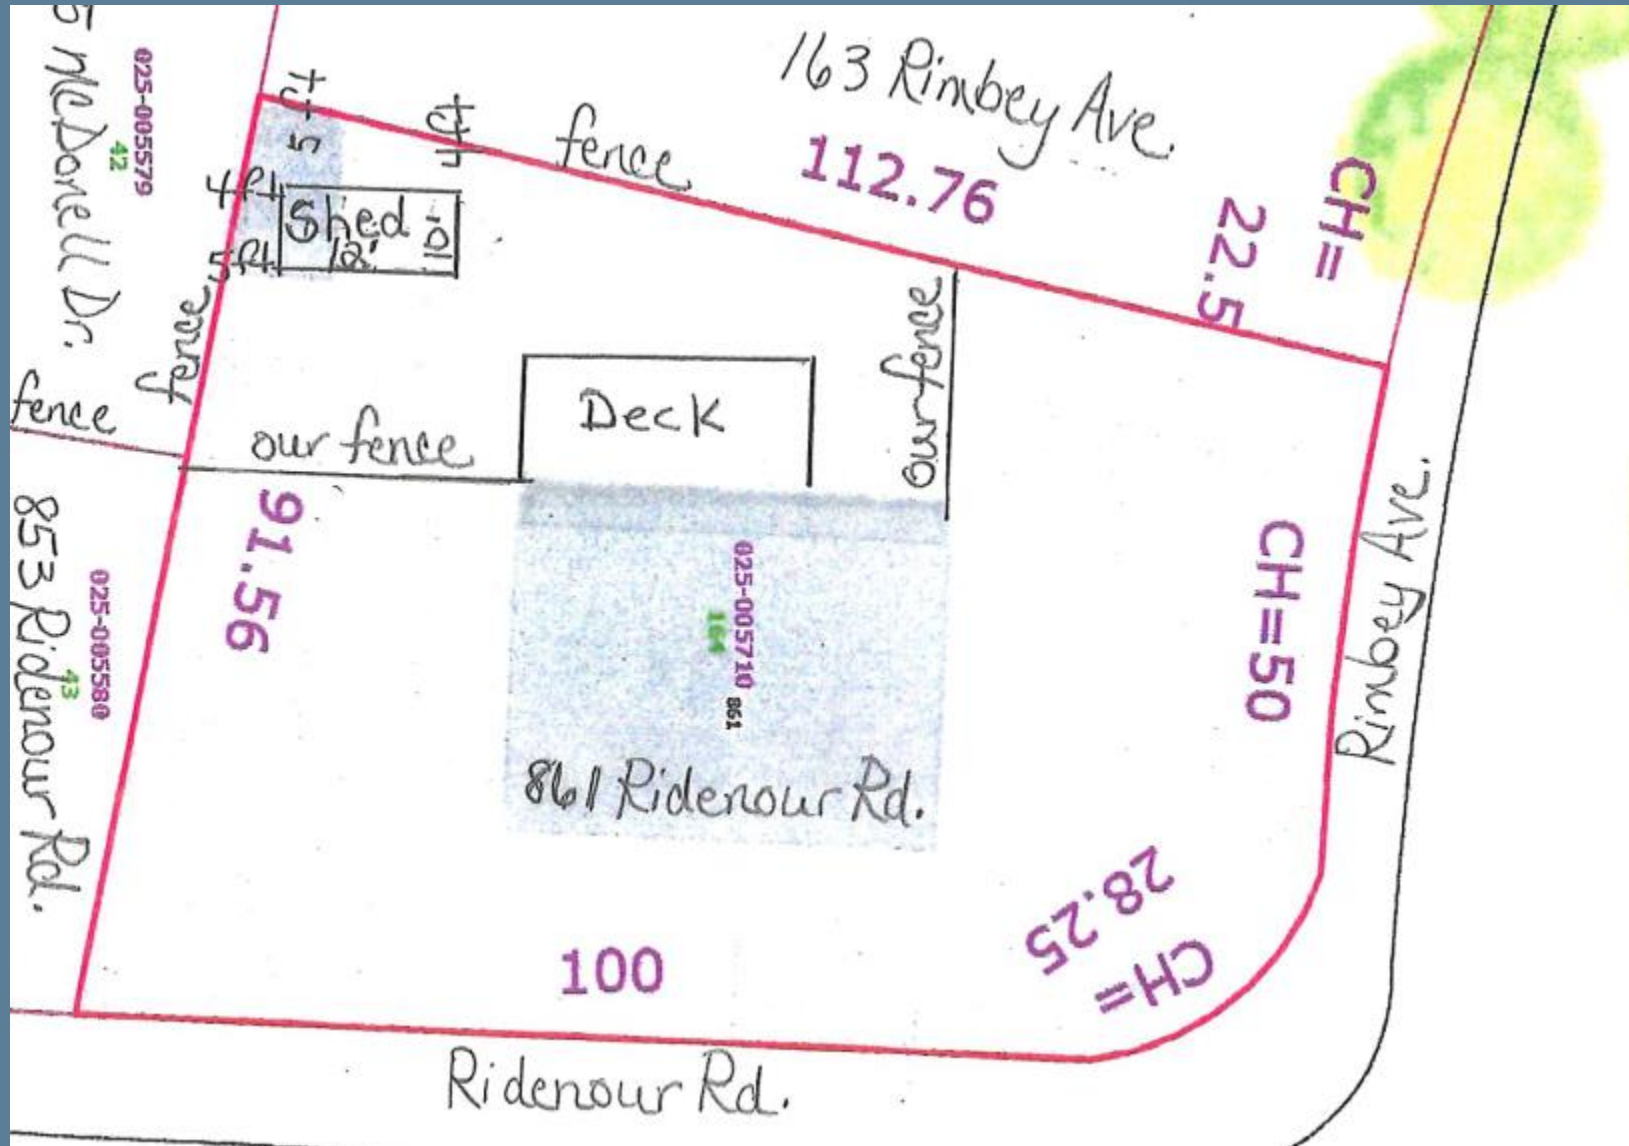 163 Rimbey Ave.
fence
112.76
CH=
22.5
5 McDonell Dr.
025-005579
42
5 ft
4 ft
4 ft
5 ft
Shed
12'
10'
fence
fence
our fence
Deck
our fence
91.56
025-005710
164
861
861 Ridenour Rd.
CH=50
Rimbey Ave.
853 Ridenour Rd.
025-005580
43
28.25
CH=
100
Ridenour Rd.